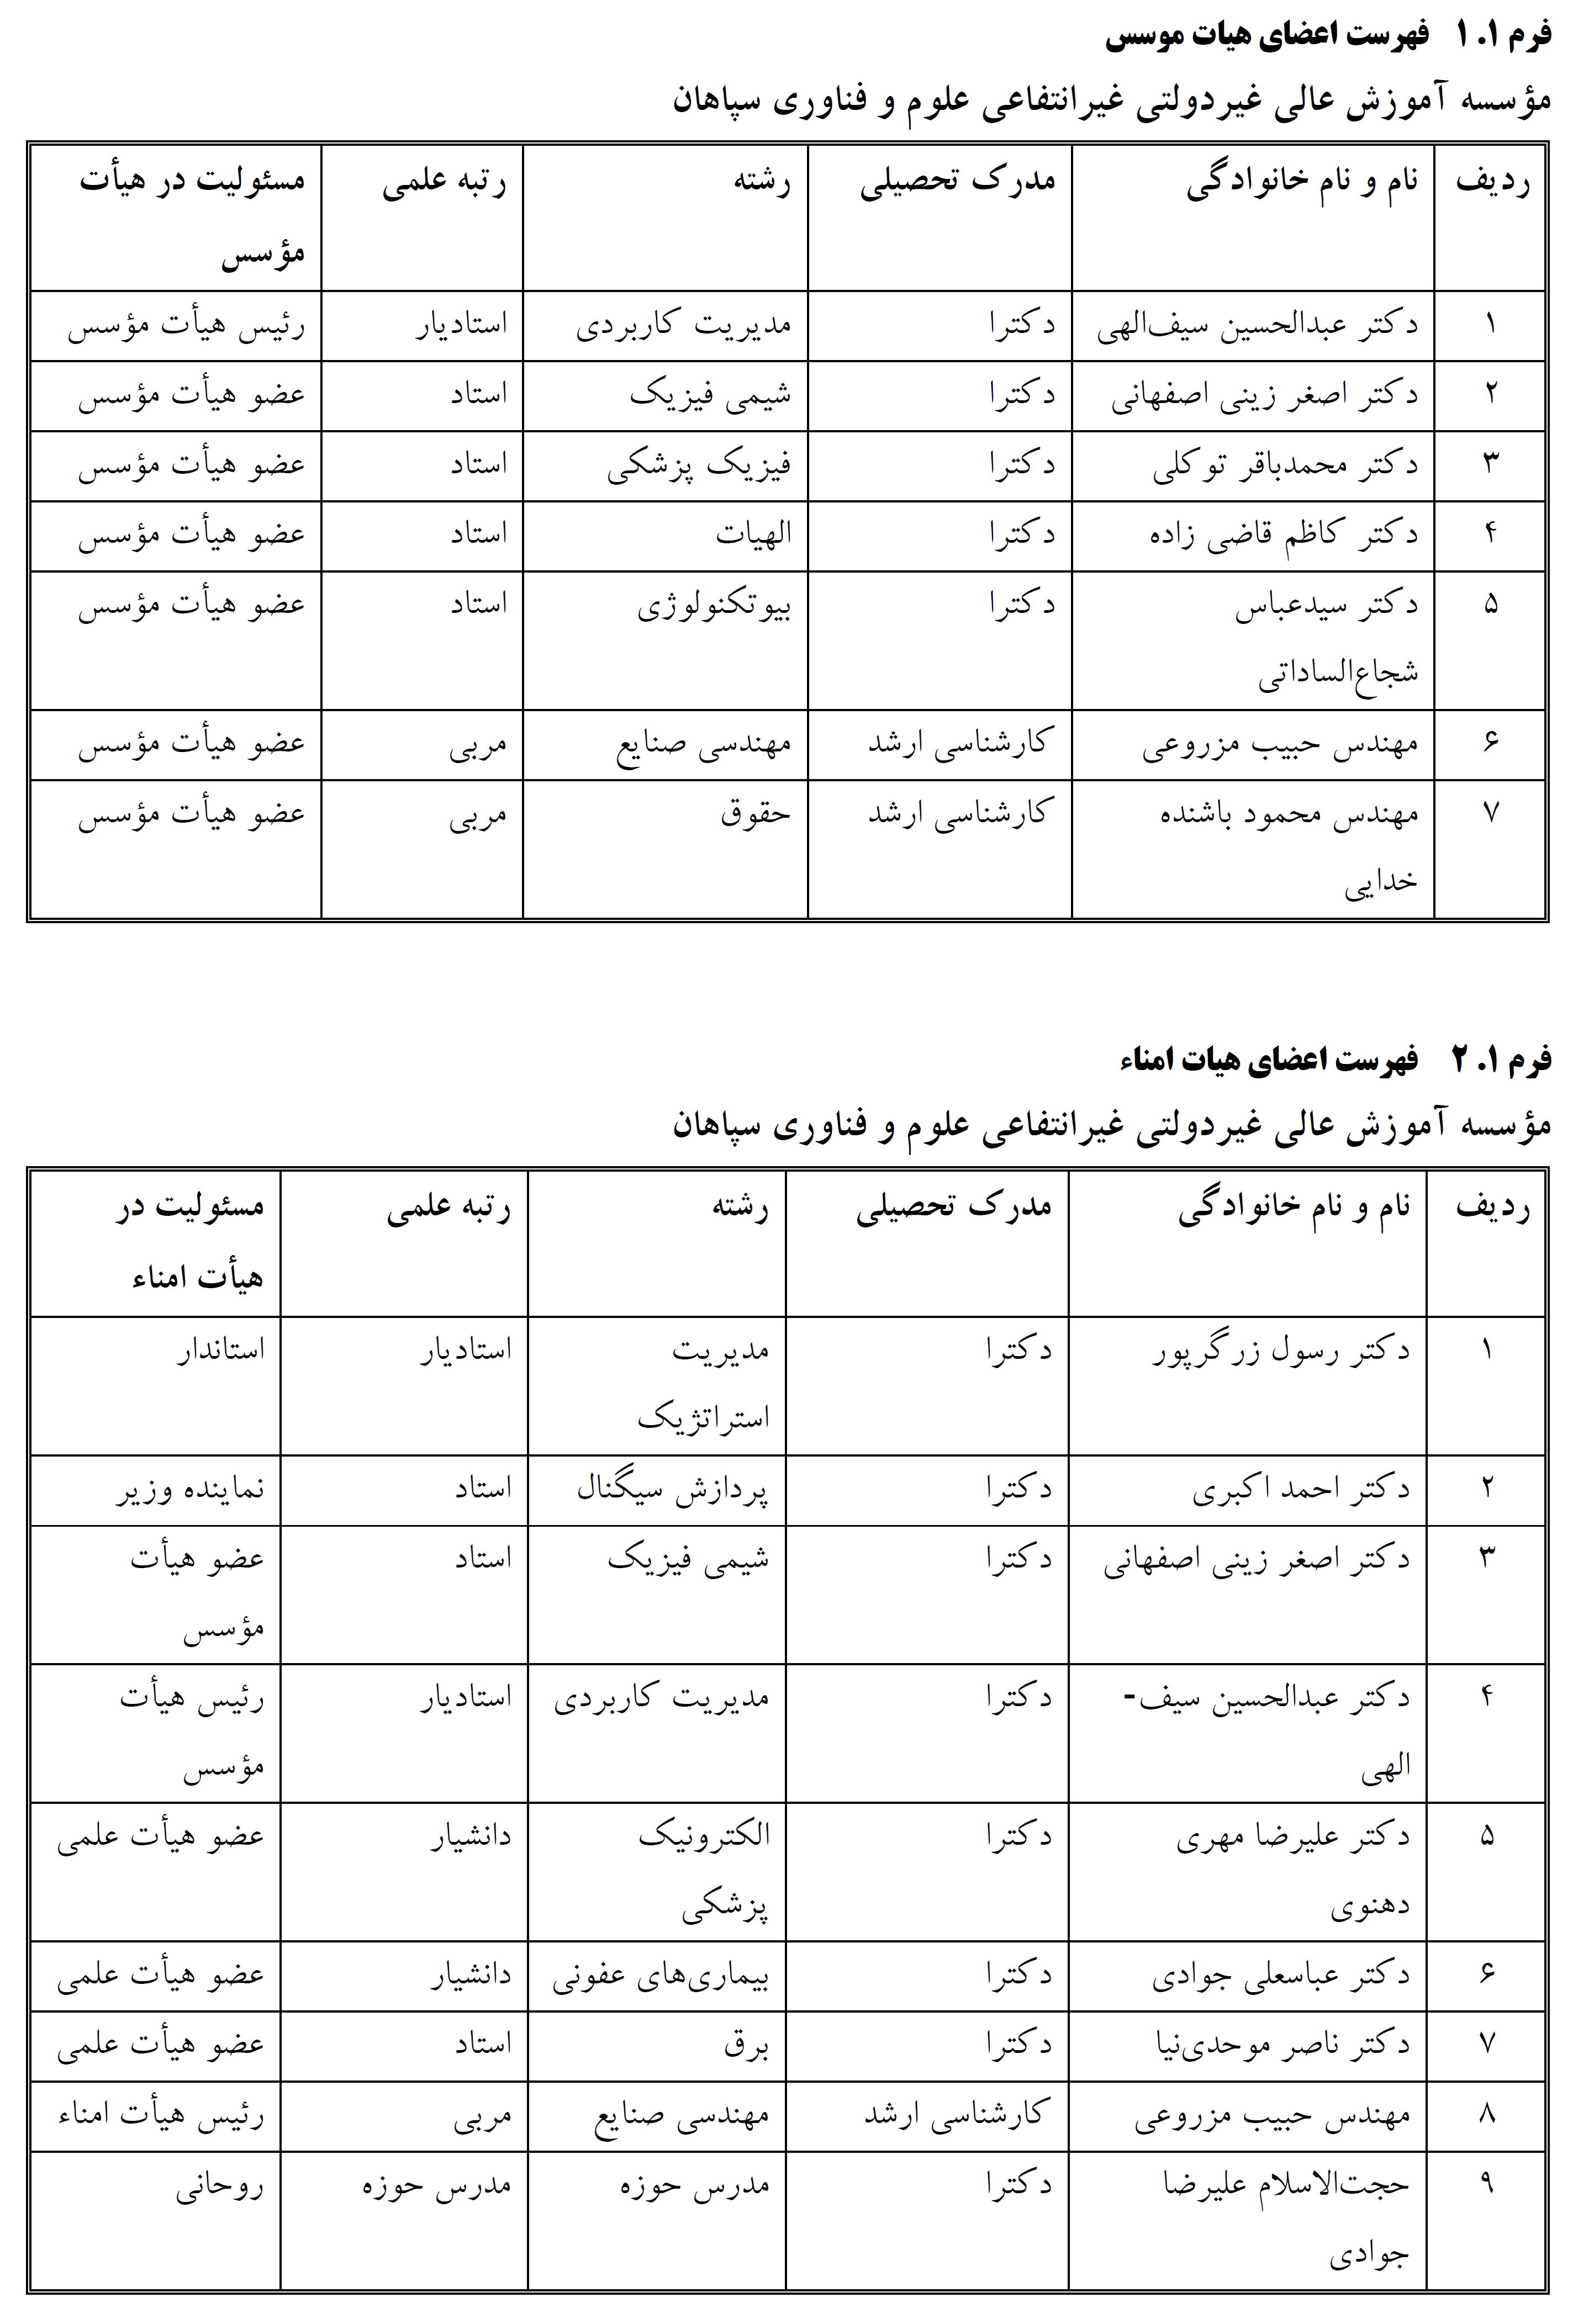 فرم ۱.۱ فهرست اعضای هیات موسس
مؤسسه آموزش عالی غیردولتی غیرانتفاعی علوم و فناوری سپاهان
ردیف نام و نام خانوادگی مدرک تحصیلی رشته رتبه علمی مسئولیت در هیأت
مؤسس
۱ دکتر عبدالحسین سیف‌الهی دکترا مدیریت کاربردی استادیار رئیس هیأت مؤسس
۲ دکتر اصغر زینی اصفهانی دکترا شیمی فیزیک استاد عضو هیأت مؤسس
۳ دکتر محمدباقر توکلی دکترا فیزیک پزشکی استاد عضو هیأت مؤسس
۴ دکتر کاظم قاضی زاده دکترا الهیات استاد عضو هیأت مؤسس
۵ دکتر سیدعباس دکترا بیوتکنولوژی استاد عضو هیأت مؤسس
شجاع‌الساداتی
۶ مهندس حبیب مزروعی کارشناسی ارشد مهندسی صنایع مربی عضو هیأت مؤسس
۷ مهندس محمود باشنده کارشناسی ارشد حقوق مربی عضو هیأت مؤسس
خدایی
فرم ۱. ۲ فهرست اعضای هیات امناء
مؤسسه آموزش عالی غیردولتی غیرانتفاعی علوم و فناوری سپاهان
ردیف نام و نام خانوادگی مدرک تحصیلی رشته رتبه علمی مسئولیت در
هیأت امناء
۱ دکتر رسول زرگرپور دکترا مدیریت استادیار استاندار
استراتژیک
۲ دکتر احمد اکبری دکترا پردازش سیگنال استاد نماینده وزیر
۳ دکتر اصغر زینی اصفهانی دکترا شیمی فیزیک استاد عضو هیأت
مؤسس
۴ دکتر عبدالحسین سیف- دکترا مدیریت کاربردی استادیار رئیس هیأت
الهی مؤسس
۵ دکتر علیرضا مهری دکترا الکترونیک دانشیار عضو هیأت علمی
دهنوی پزشکی
۶ دکتر عباسعلی جوادی دکترا بیماری‌های عفونی دانشیار عضو هیأت علمی
۷ دکتر ناصر موحدی‌نیا دکترا برق استاد عضو هیأت علمی
۸ مهندس حبیب مزروعی کارشناسی ارشد مهندسی صنایع مربی رئیس هیأت امناء
۹ حجت‌الاسلام علیرضا دکترا مدرس حوزه مدرس حوزه روحانی
جوادی